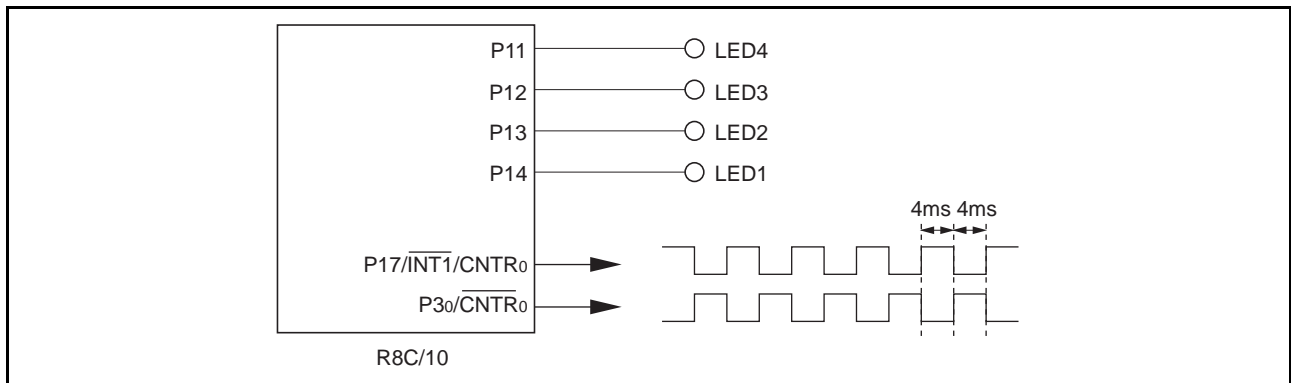 P11 LED4
P12 LED3
P13 LED2
P14 LED1
4ms 4ms
P17/INT1/CNTR0
P30/CNTR0
R8C/10